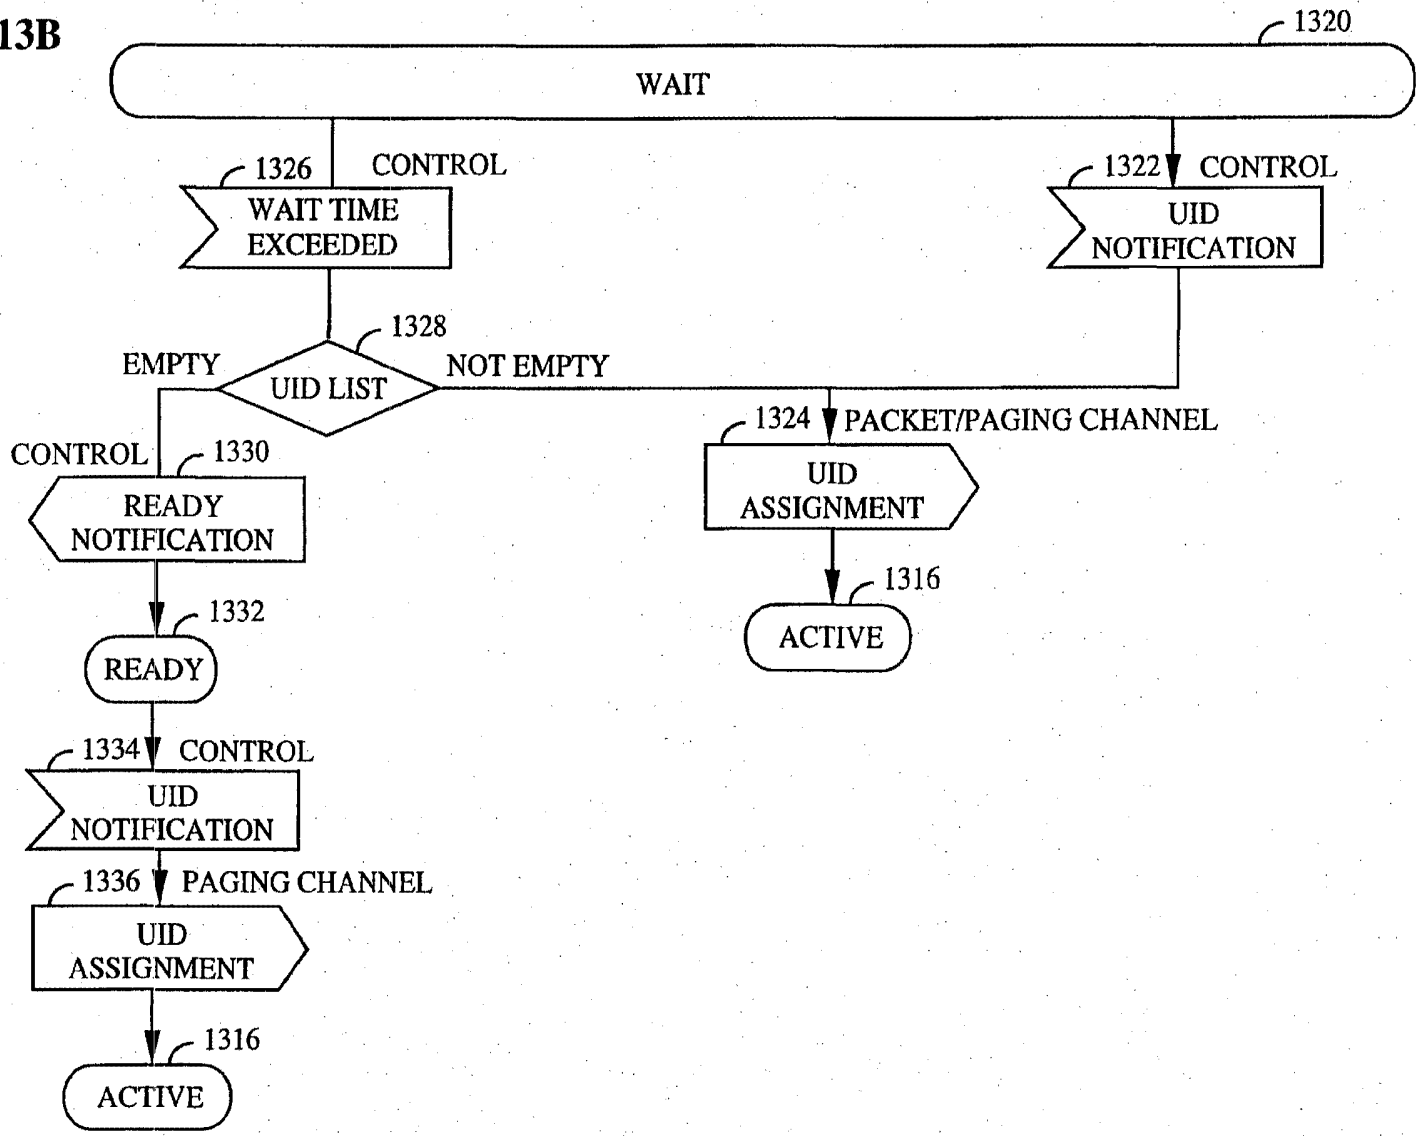 13B
1320
WAIT
1326 CONTROL
1322 CONTROL
WAIT TIME
EXCEEDED
UID
NOTIFICATION
1328
EMPTY
UID LIST
NOT EMPTY
1324 PACKET/PAGING CHANNEL
UID
ASSIGNMENT
1316
ACTIVE
CONTROL 1330
READY
NOTIFICATION
1332
READY
1334 CONTROL
UID
NOTIFICATION
1336 PAGING CHANNEL
UID
ASSIGNMENT
1316
ACTIVE